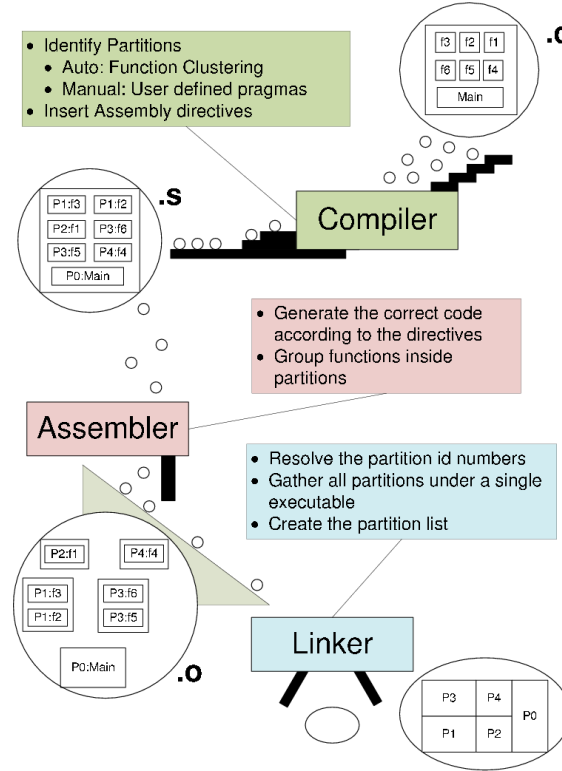 • Identify Partitions
• Auto: Function Clustering
• Manual: User defined pragmas
• Insert Assembly directives
f3 f2 f1
f6 f5 f4
Main
Compiler
P1:f3 P1:f2
P2:f1 P3:f6
P3:f5 P4:f4
P0:Main
.s
• Generate the correct code
according to the directives
• Group functions inside
partitions
Assembler
• Resolve the partition id numbers
• Gather all partitions under a single
executable
• Create the partition list
P2:f1 P4:f4
P1:f3 P3:f6
P1:f2 P3:f5
P0:Main
.o
Linker
P3 P4 P0
P1 P2